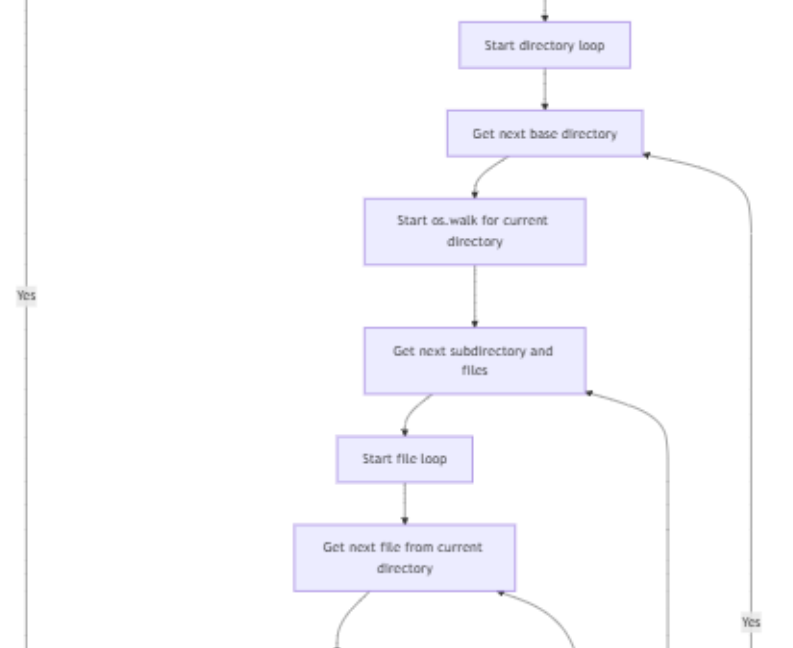 Start directory loop
Get next base directory
Start os.walk for current
directory
Yes
Get next subdirectory and
files
Start file loop
Get next file from current
directory
Yes